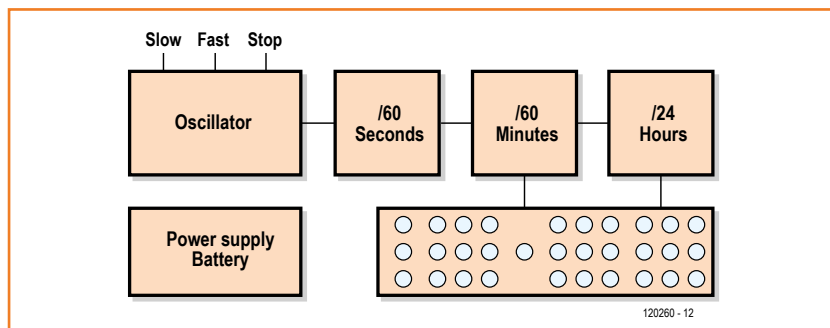 Slow Fast Stop
Oscillator
/60
Seconds
/60
Minutes
/24
Hours
Power supply
Battery
120260 - 12